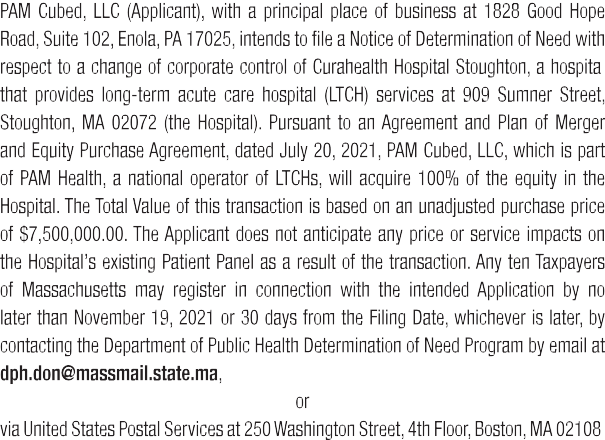 PAM Cubed, LLC (Applicant), with a principal place of business at 1828 Good Hope
Road, Suite 102, Enola, PA 17025, intends to file a Notice of Determination of Need with
respect to a change of corporate control of Curahealth Hospital Stoughton, a hospita
that provides long-term acute care hospital (LTCH) services at 909 Sumner Street,
Stoughton, MA 02072 (the Hospital). Pursuant to an Agreement and Plan of Merger
and Equity Purchase Agreement, dated July 20, 2021, PAM Cubed, LLC, which is part
of PAM Health, a national operator of LTCHs, will acquire 100% of the equity in the
Hospital. The Total Value of this transaction is based on an unadjusted purchase price
of $7,500,000.00. The Applicant does not anticipate any price or service impacts on
the Hospital's existing Patient Panel as a result of the transaction. Any ten Taxpayers
of Massachusetts may register in connection with the intended Application by no
later than November 19, 2021 or 30 days from the Filing Date, whichever is later, by
contacting the Department of Public Health Determination of Need Program by email at
dph.don@massmail.state.ma,
or
via United States Postal Services at 250 Washington Street, 4th Floor, Boston, MA 02108